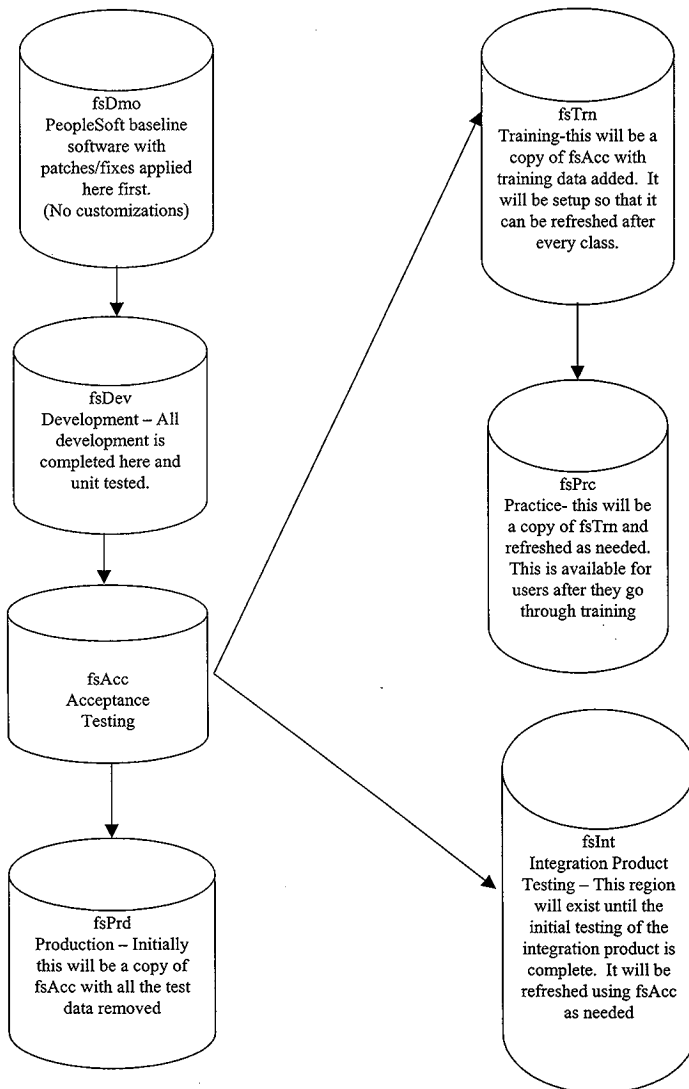 fsDmo
PeopleSoft baseline
software with
patches/fixes applied
here first.
(No customizations)
fsDev
Development – All
development is
completed here and
unit tested.
fsAcc
Acceptance
Testing
fsPrd
Production – Initially
this will be a copy of
fsAcc with all the test
data removed
fsTrn
Training-this will be a
copy of fsAcc with
training data added. It
will be setup so that it
can be refreshed after
every class.
fsPrc
Practice- this will be
a copy of fsTrn and
refreshed as needed.
This is available for
users after they go
through training
fsInt
Integration Product
Testing – This region
will exist until the
initial testing of the
integration product is
complete. It will be
refreshed using fsAcc
as needed